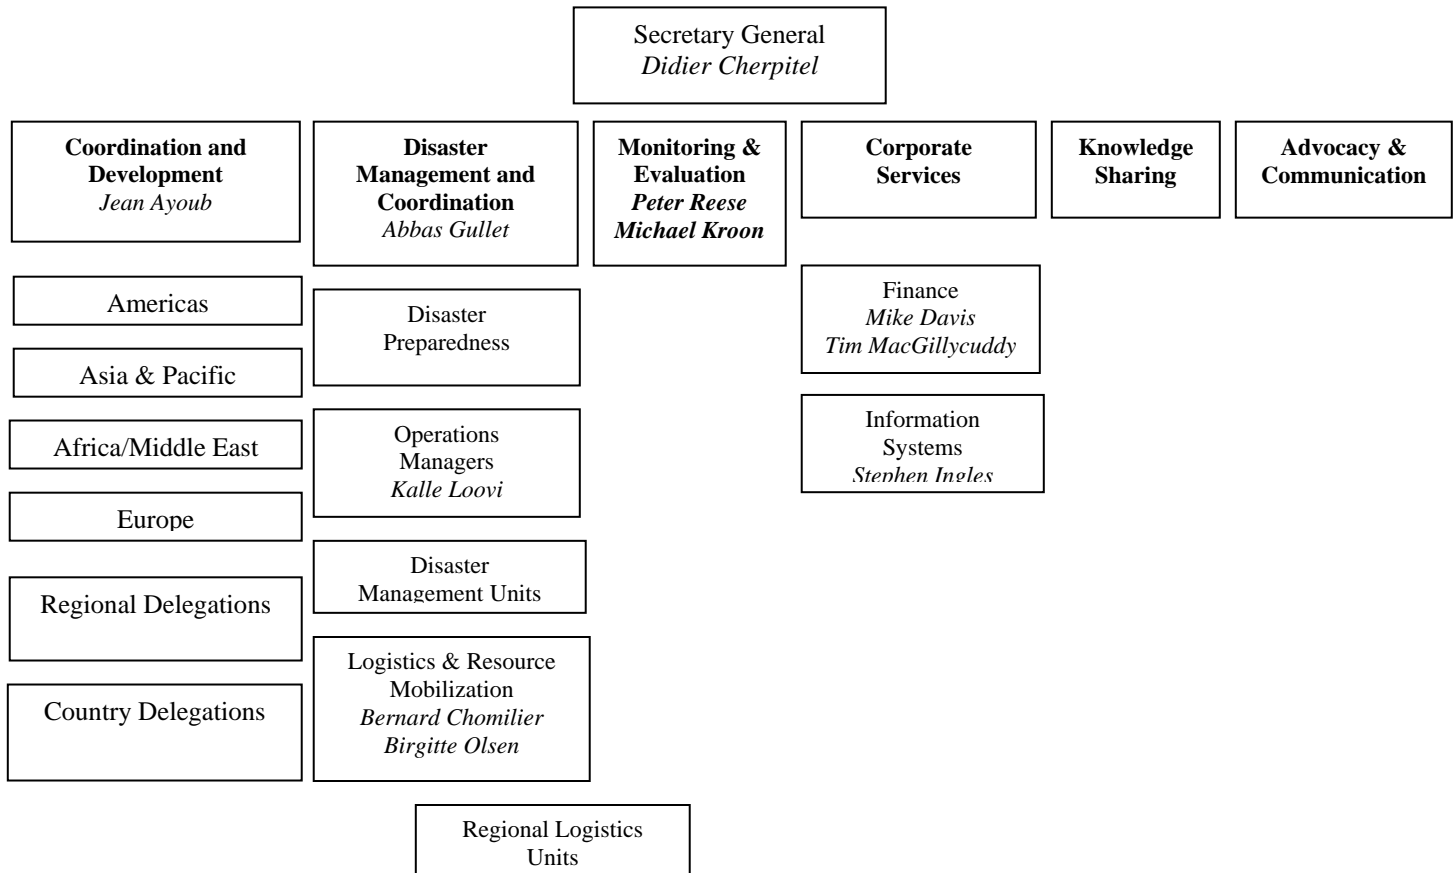 Secretary General
Didier Cherpitel
Coordination and
Development
Jean Ayoub
Disaster
Management and
Coordination
Abbas Gullet
Monitoring &
Evaluation
Peter Reese
Michael Kroon
Corporate
Services
Knowledge
Sharing
Advocacy &
Communication
Americas
Asia & Pacific
Africa/Middle East
Europe
Regional Delegations
Country Delegations
Disaster
Preparedness
Operations
Managers
Kalle Loovi
Disaster
Management Units
Logistics & Resource
Mobilization
Bernard Chomilier
Birgitte Olsen
Regional Logistics
Units
Finance
Mike Davis
Tim MacGillycuddy
Information
Systems
Stephen Ingles